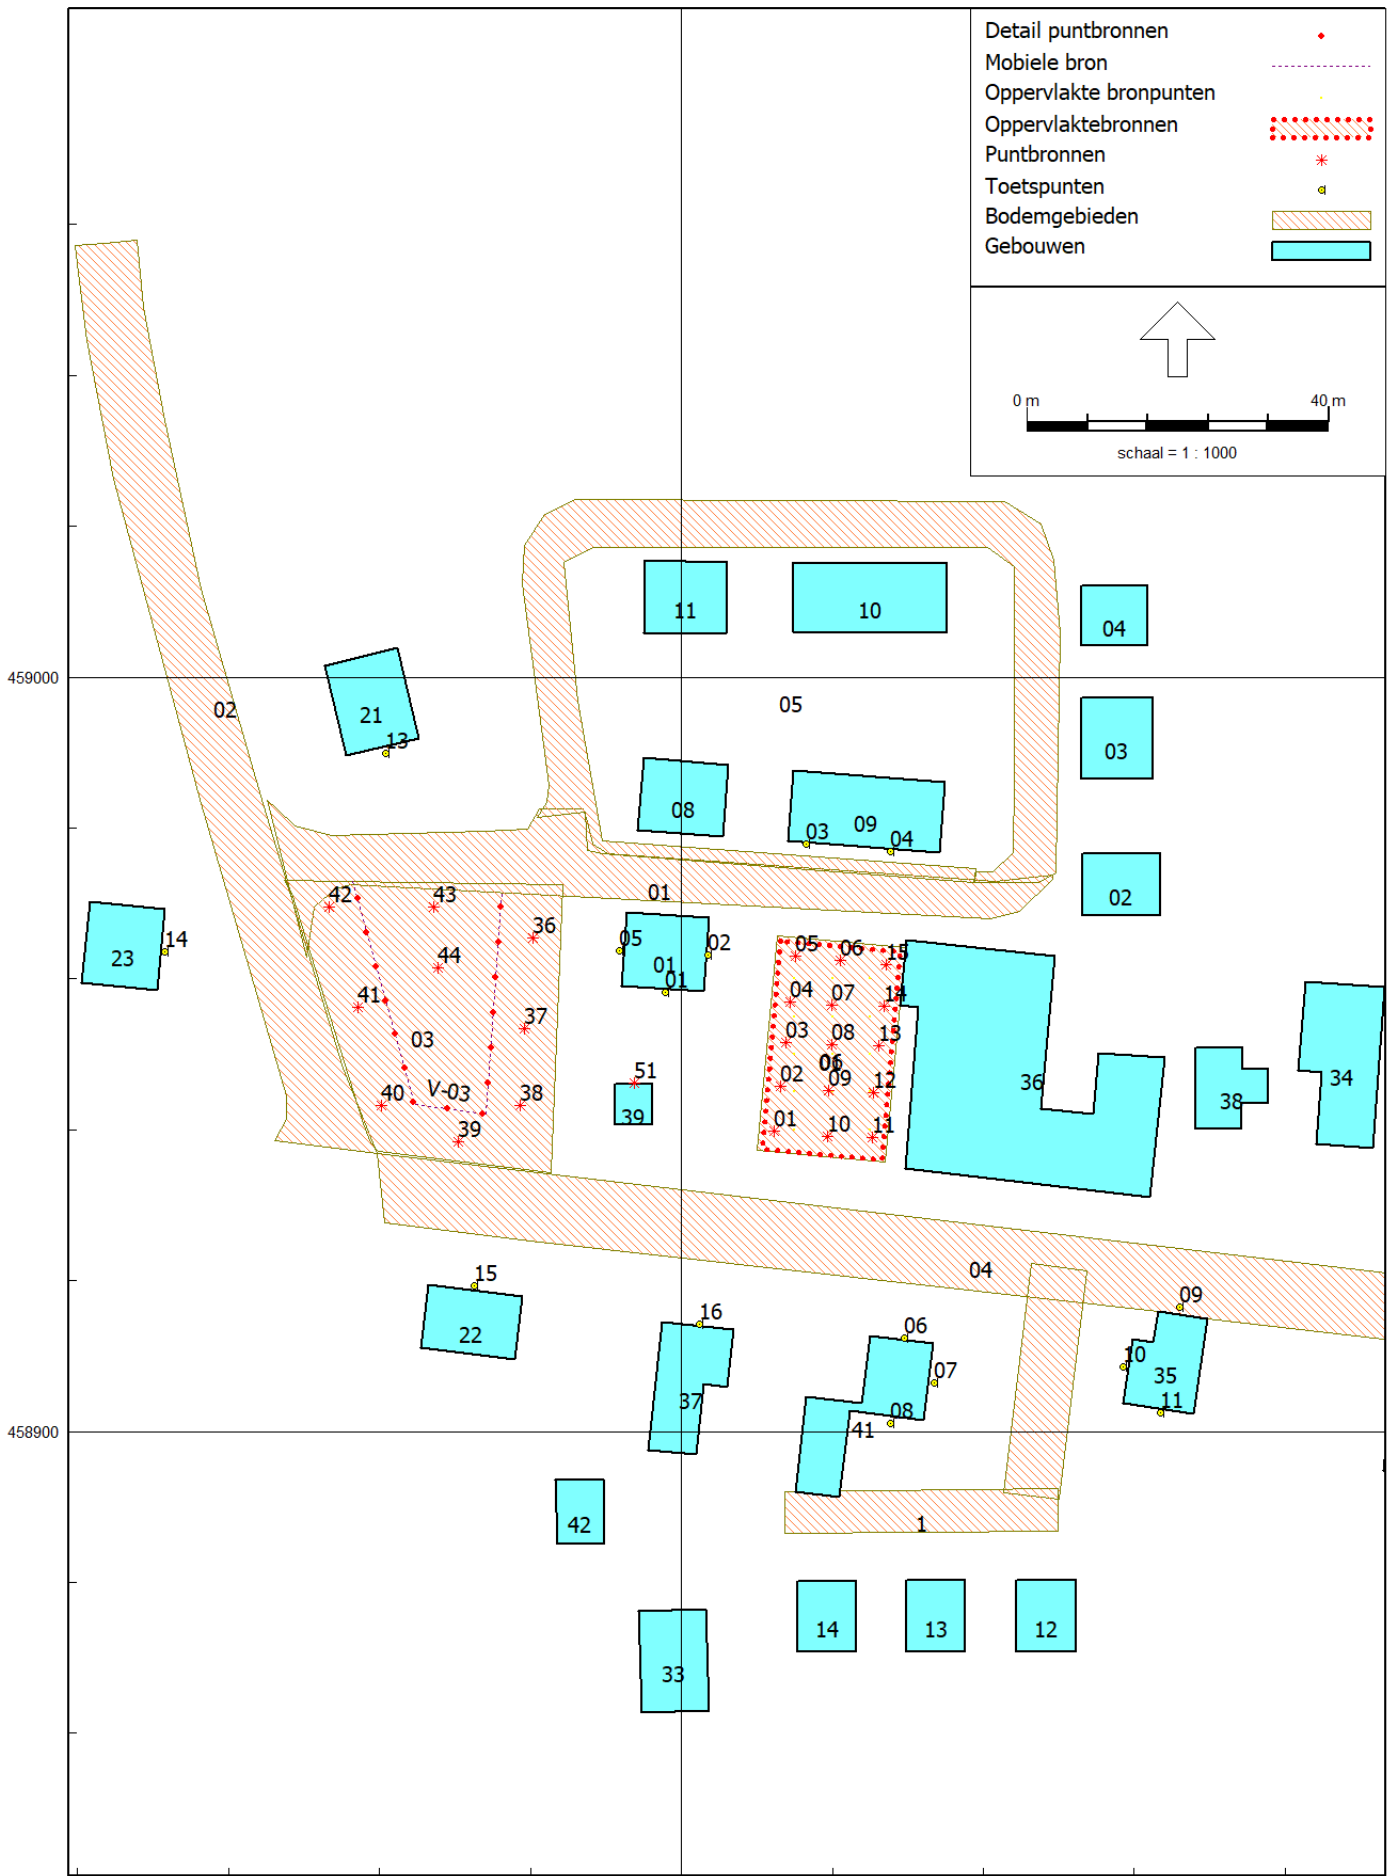 Detail puntbronnen
Mobiele bron
Oppervlakte bronpunten
Oppervlaktebronnen
Puntbronnen
Toetspunten
Bodemgebieden
Gebouwen
0 m 40 m
schaal = 1 : 1000
11 10 04
459000
02 21 05
13 03
08 09 03 04
42 43 01 02
36
23 14 44 05 02 01 01 05 06 15
41 37 04 07 14
03 03 08 13
V-03 51 06 36 38 34
40 38 39 02 09 12
39 01 10 11
04
15 09
22 16 06
10 35
07
37 08 11
458900
41
42 1
14 13 12
33